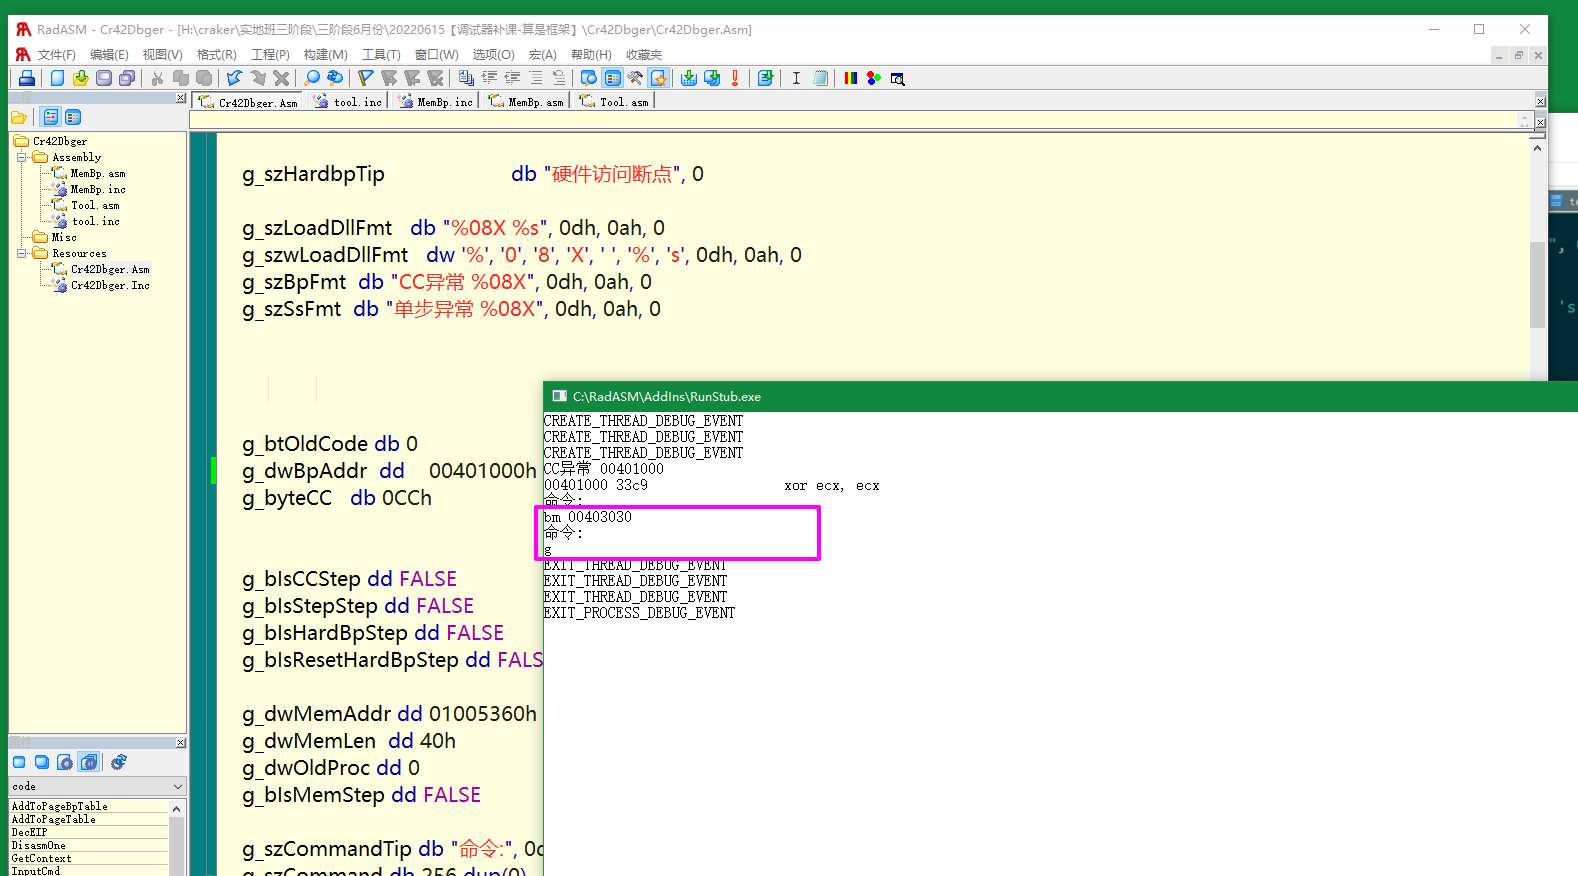 RadASM - Cr42Dbger - [H:\craker\实地班三阶段\三阶段6月份\20220615【调试器补课-算是框架】\Cr42Dbger\Cr42Dbger.Asm]
文件(F) 编辑(E) 视图(V) 格式(R) 工程(P) 构建(M) 工具(T) 窗口(W) 选项(O) 宏(A) 帮助(H) 收藏夹
Cr42Dbger.Asm tool.inc MemBp.inc MemBp.asm Tool.asm
Cr42Dbger
Assembly
MemBp.asm
MemBp.inc
Tool.asm
tool.inc
Misc
Resources
Cr42Dbger.Asm
Cr42Dbger.Inc
属性
code
AddToPageBpTable
AddToPageTable
DecEIP
DisasmOne
GetContext
InputCmd
g_szHardbpTip db "硬件访问断点", 0
g_szLoadDllFmt db "%08X %s", 0dh, 0ah, 0
g_szwLoadDllFmt dw '%', '0', '8', 'X', ' ', '%', 's', 0dh, 0ah, 0
g_szBpFmt db "CC异常 %08X", 0dh, 0ah, 0
g_szSsFmt db "单步异常 %08X", 0dh, 0ah, 0
g_btOldCode db 0
g_dwBpAddr dd 00401000h
g_byteCC db 0CCh
g_bIsCCStep dd FALSE
g_bIsStepStep dd FALSE
g_bIsHardBpStep dd FALSE
g_bIsResetHardBpStep dd FALS
g_dwMemAddr dd 01005360h
g_dwMemLen dd 40h
g_dwOldProc dd 0
g_bIsMemStep dd FALSE
g_szCommandTip db "命令:", 0d
g_szCommand db 256 dup(0)
C:\RadASM\AddIns\RunStub.exe
CREATE_THREAD_DEBUG_EVENT
CREATE_THREAD_DEBUG_EVENT
CREATE_THREAD_DEBUG_EVENT
CC异常 00401000
00401000 33c9 xor ecx, ecx
命令:
bm 00403030
命令:
g
EXIT_THREAD_DEBUG_EVENT
EXIT_THREAD_DEBUG_EVENT
EXIT_THREAD_DEBUG_EVENT
EXIT_PROCESS_DEBUG_EVENT
te
", 
's